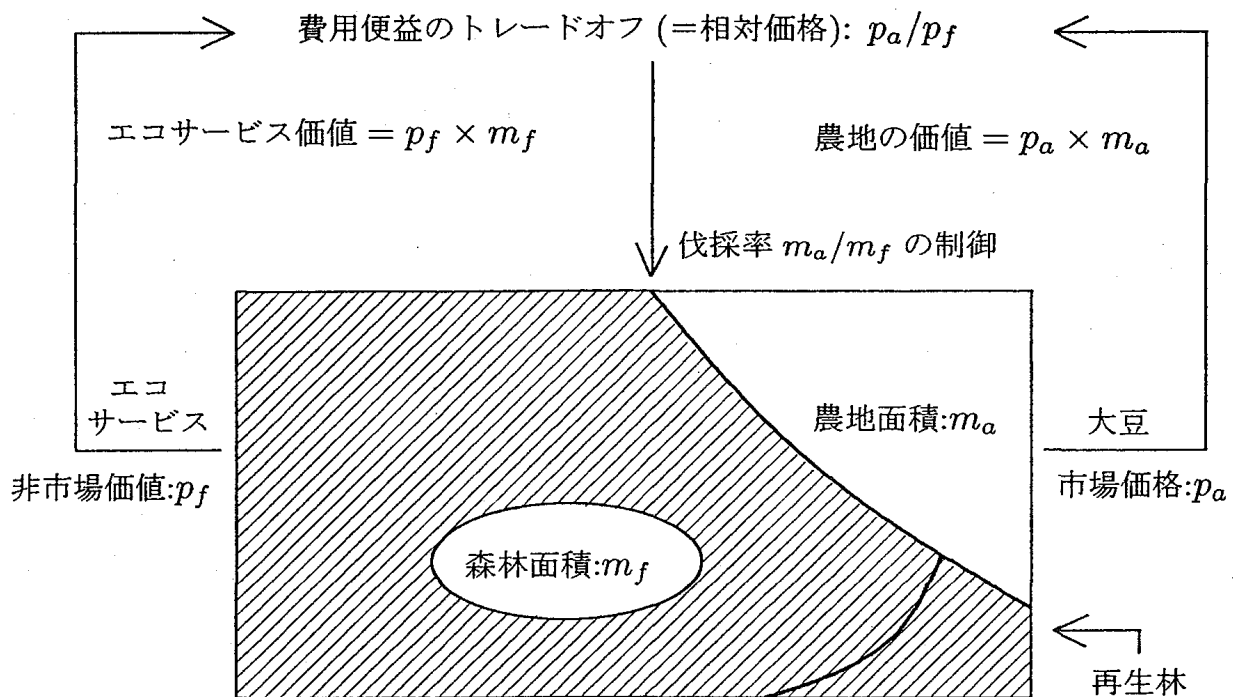 費用便益のトレードオフ (=相対価格): p_a/p_f
エコサービス価値 = p_f × m_f
農地の価値 = p_a × m_a
伐採率 m_a/m_f の制御
エコ
サービス
非市場価値:p_f
農地面積:m_a
大豆
市場価格:p_a
森林面積:m_f
再生林